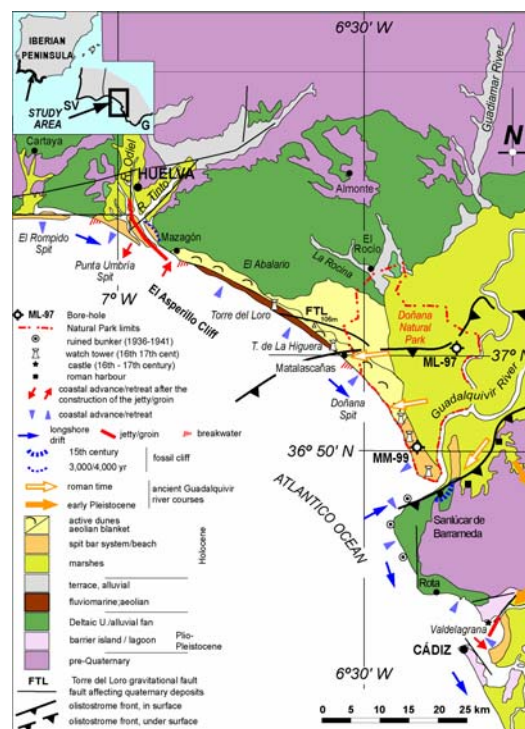 6º30' W
IBERIAN
PENINSULA
STUDY
AREA
SV
G
Cartaya
R. Odiel
HUELVA
R. Tinto
Almonte
Guadiamar River
N
El Rompido
Spit
Punta Umbría
Spit
Mazagón
7º W
El Abalario
La Rocina
El
Rocío
El Asperillo Cliff
Torre del Loro
FTL
106m
T. de La Higuera
Matalascañas
Doñana
Natural
Park
ML-97
37º N
Doñana
Spit
Guadalquivir River
36º 50' N
MM-99
ATLANTICO OCEAN
Sanlúcar de
Barrameda
Rota
Valdelagrana
CÁDIZ
6º30' W
0 5 10 15 20 25 km
ML-97 Bore-hole
Natural Park limits
ruined bunker (1936-1941)
watch tower (16th 17th cent)
castle (16th - 17th century)
roman harbour
coastal advance/retreat after the
construction of the jetty/groin
coastal advance/retreat
longshore
drift
jetty/groin
breakwater
15th century
3,000/4,000 yr
fossil cliff
roman time
early Pleistocene
ancient Guadalquivir
river courses
active dunes
aeolian blanket
spit bar system/beach
marshes
Holocene
terrace, alluvial
fluviomarine;aeolian
Deltaic U./alluvial fan
barrier island / lagoon
Plio-
Pleistocene
pre-Quaternary
FTL Torre del Loro gravitational fault
fault affecting quaternary deposits
olistostrome front, in surface
olistostrome front, under surface